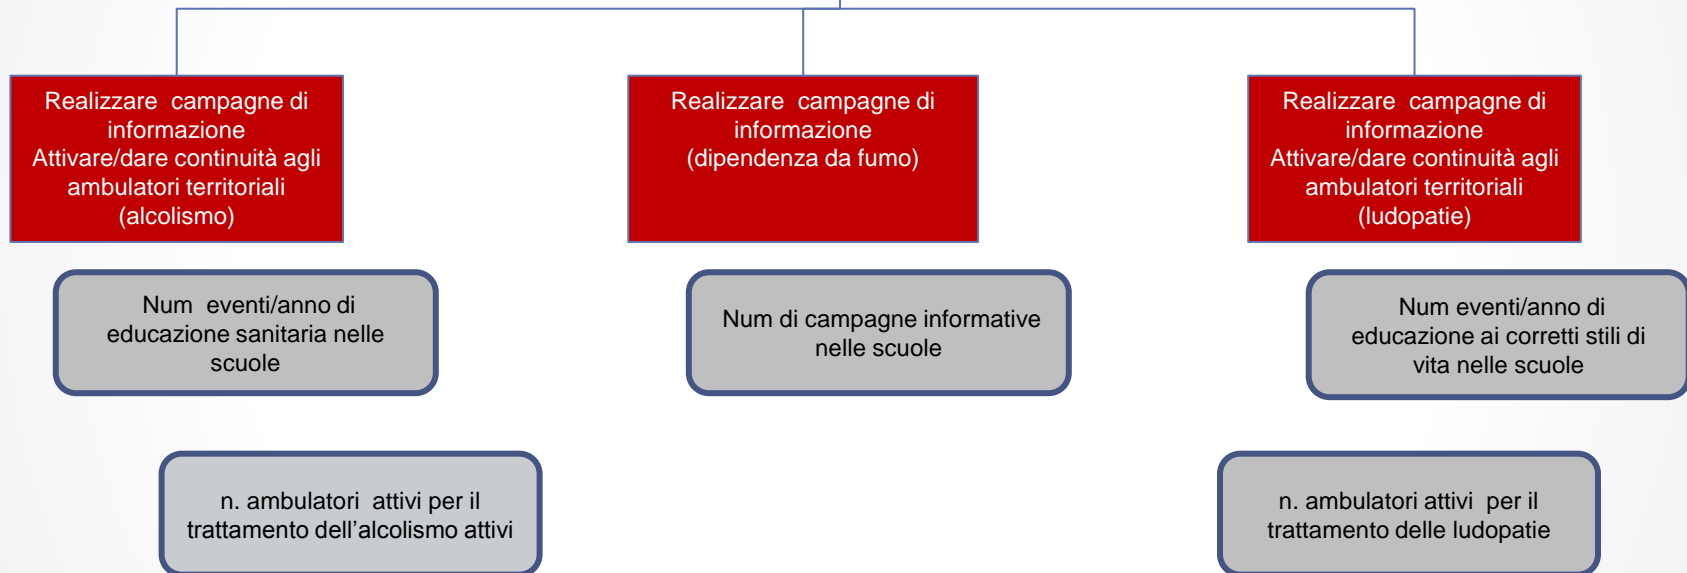 Realizzare campagne di
informazione
Attivare/dare continuità agli
ambulatori territoriali
(alcolismo)
Realizzare campagne di
informazione
(dipendenza da fumo)
Realizzare campagne di
informazione
Attivare/dare continuità agli
ambulatori territoriali
(ludopatie)
Num eventi/anno di
educazione sanitaria nelle
scuole
Num di campagne informative
nelle scuole
Num eventi/anno di
educazione ai corretti stili di
vita nelle scuole
n. ambulatori attivi per il
trattamento dell’alcolismo attivi
n. ambulatori attivi per il
trattamento delle ludopatie